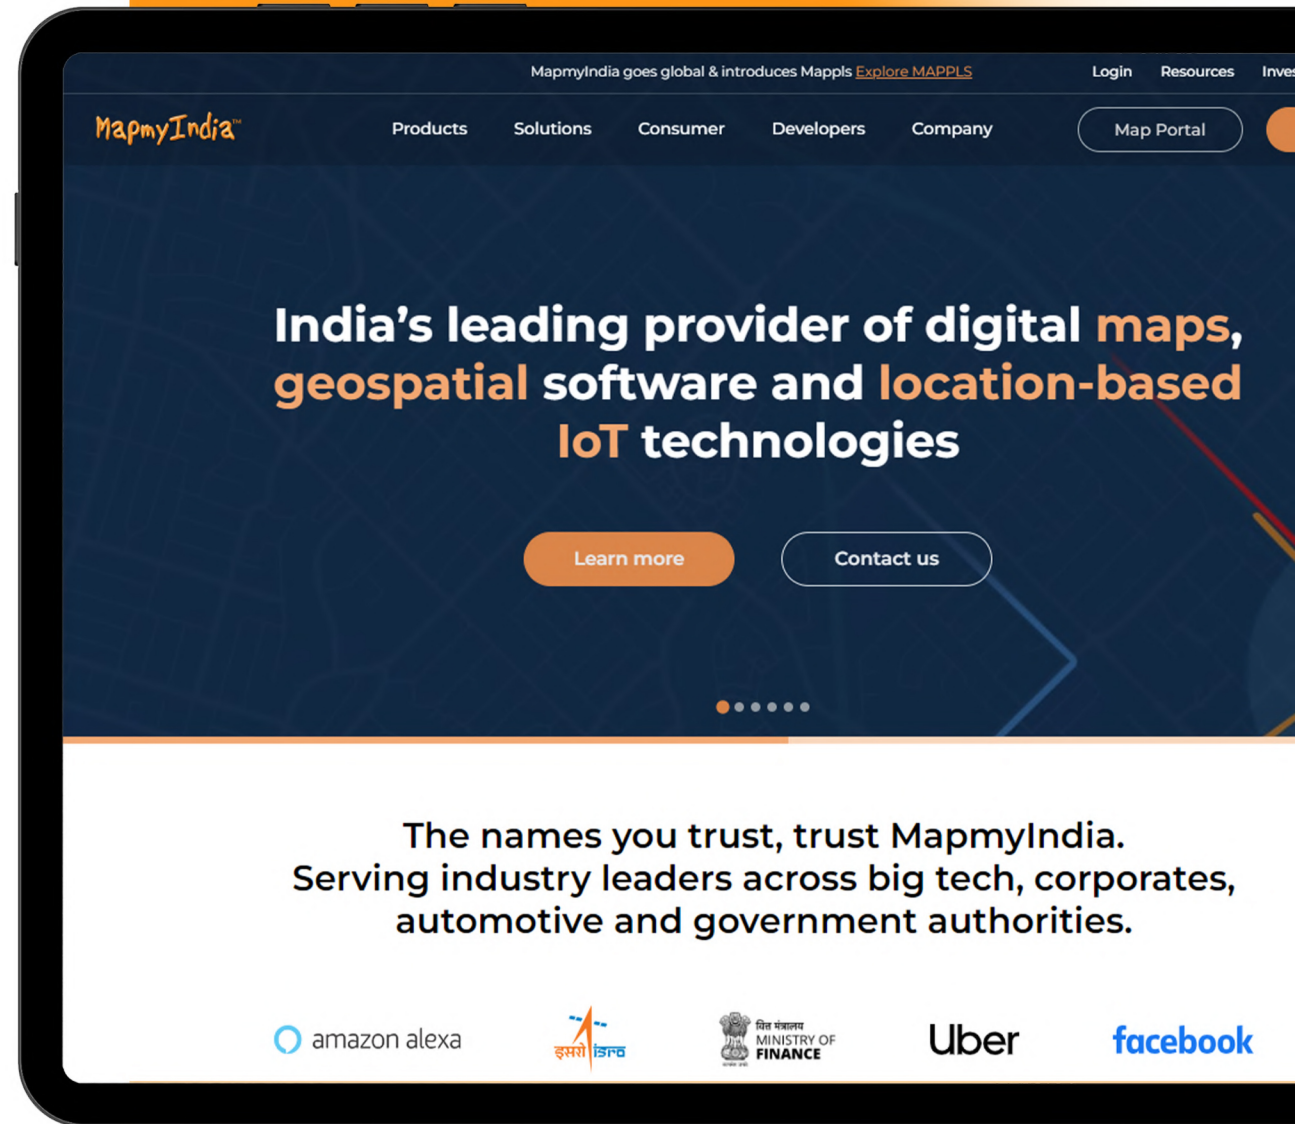 MapmyIndia goes global & introduces Mappls Explore MAPPLS
Login Resources Inves
MapmyIndia™
Products Solutions Consumer Developers Company
Map Portal
India’s leading provider of digital maps,
geospatial software and location-based
IoT technologies
Learn more
Contact us
The names you trust, trust MapmyIndia.
Serving industry leaders across big tech, corporates,
automotive and government authorities.
amazon alexa
इसरो isro
वित्त मंत्रालय
MINISTRY OF
FINANCE
Uber
facebook